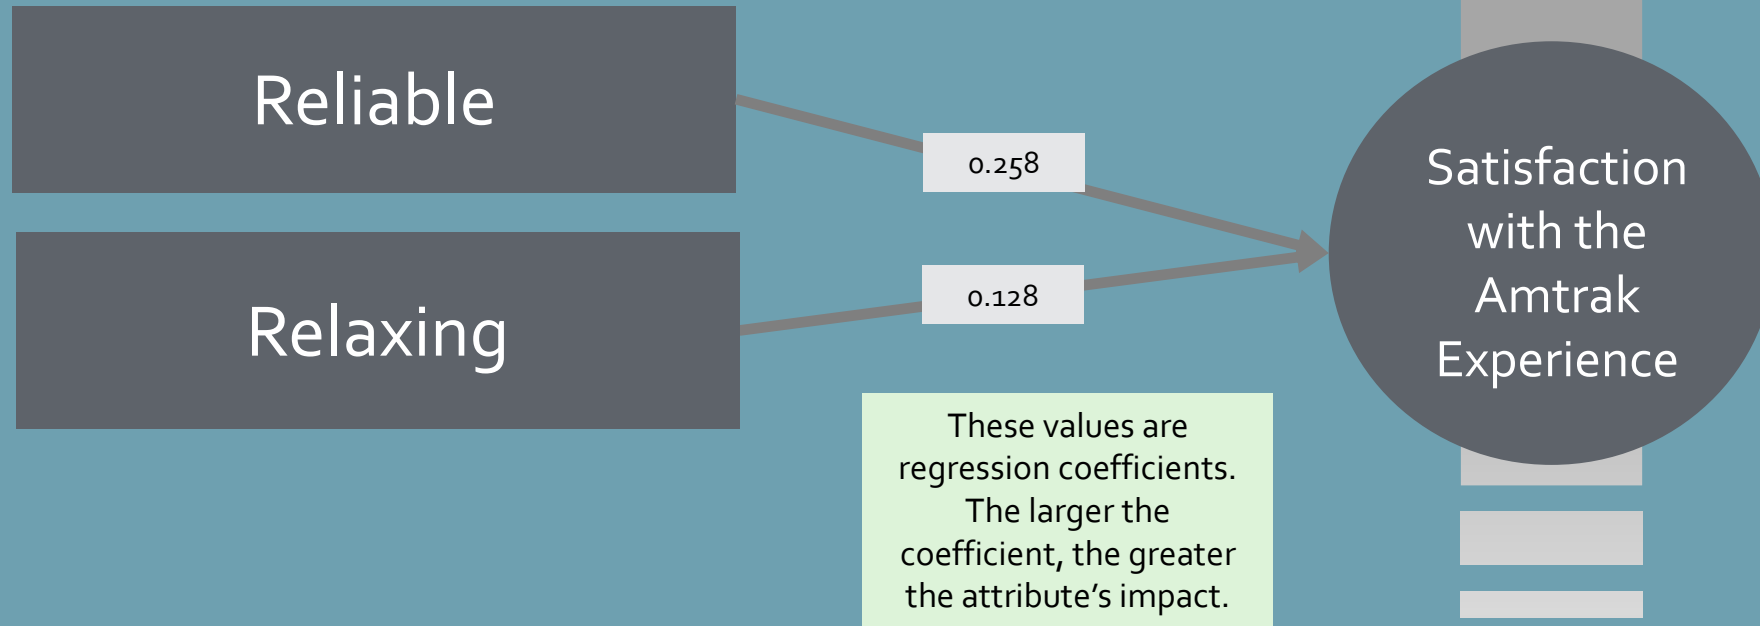 Reliable
0.258
Relaxing
0.128
Satisfaction
with the
Amtrak
Experience
These values are
regression coefficients.
The larger the
coefficient, the greater
the attribute’s impact.